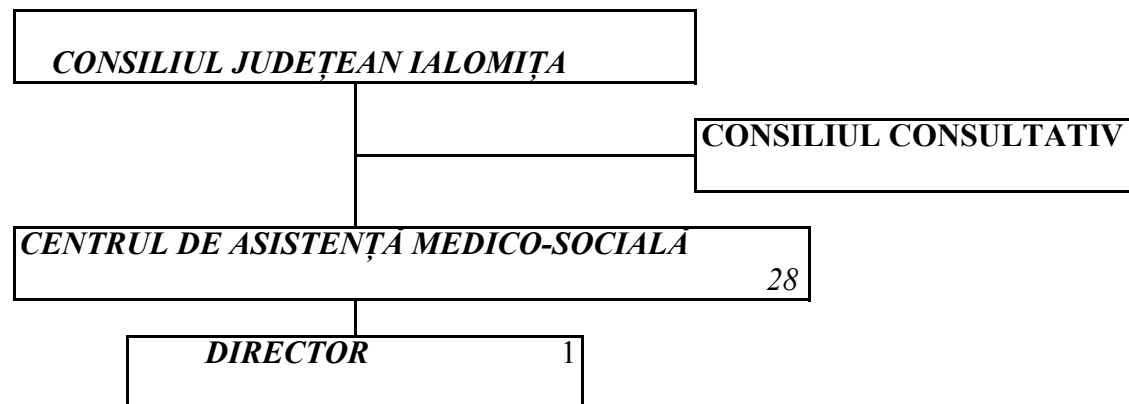 CONSILIUL JUDEȚEAN IALOMIȚA
CONSILIUL CONSULTATIV
CENTRUL DE ASISTENȚĂ MEDICO-SOCIALĂ
28
DIRECTOR 1